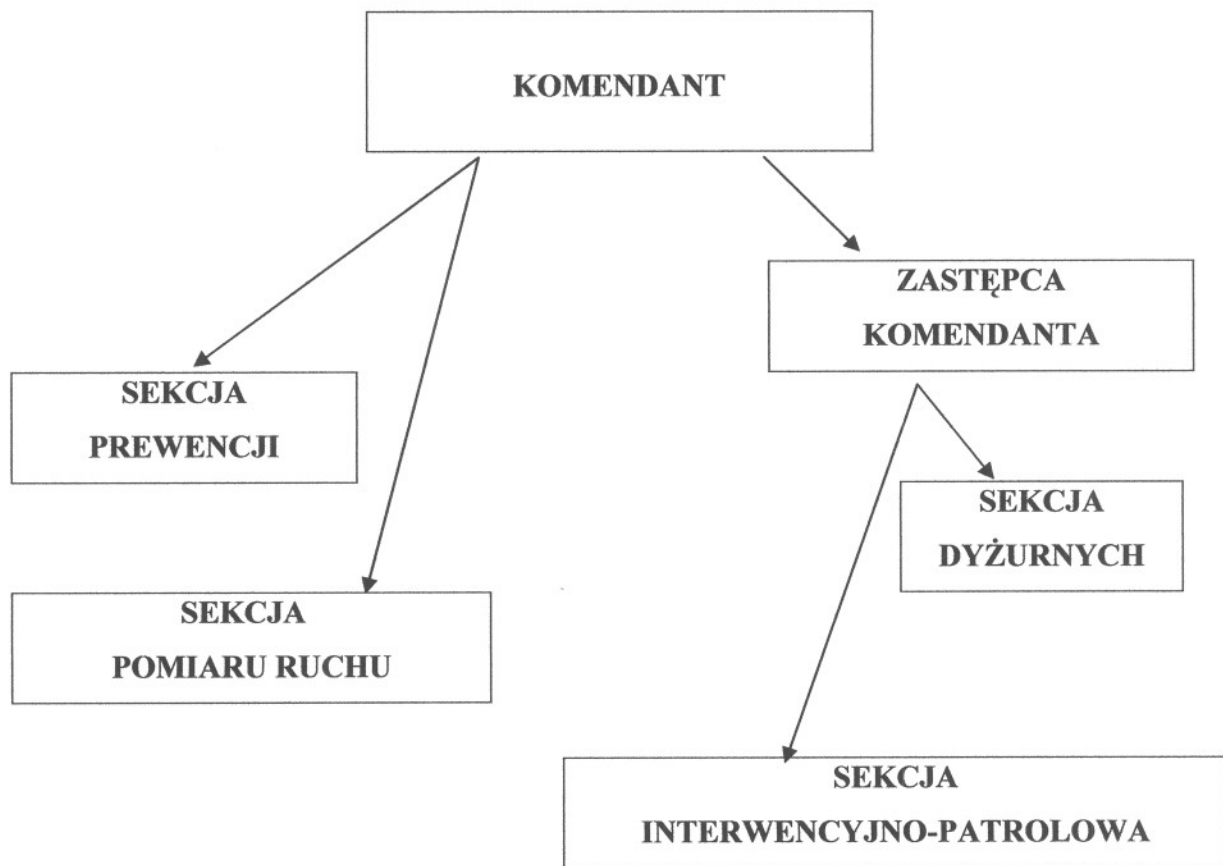 KOMENDANT
ZASTĘPCA
KOMENDANTA
SEKCJA
PREWENCJI
SEKCJA
DYŻURNYCH
SEKCJA
POMIARU RUCHU
SEKCJA
INTERWENCYJNO-PATROLOWA